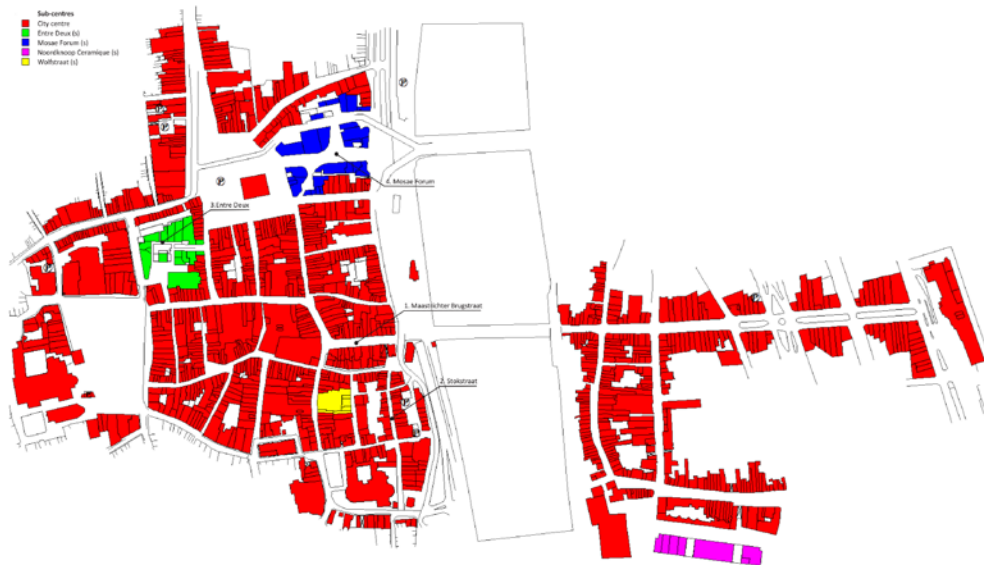 Sub-centres
City centre
Entre Deux (s)
Mosae Forum (s)
Noordknoop Ceramique (s)
Wolfstraat (s)
4. Mosae Forum
3.Entre Deux
1. Maastrichter Brugstraat
2. Stokstraat
P
P
P
P